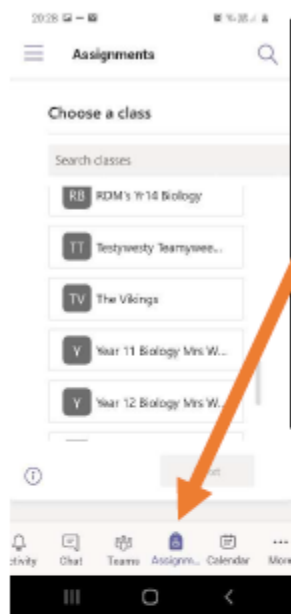 20:28
Assignments
Choose a class
Search classes
RB RDM's Yr14 Biology
TT Testywesty Teamywee...
TV The Vikings
Y Year 11 Biology Mrs W...
Y Year 12 Biology Mrs W...
ctivity Chat Teams Assignm... Calendar More